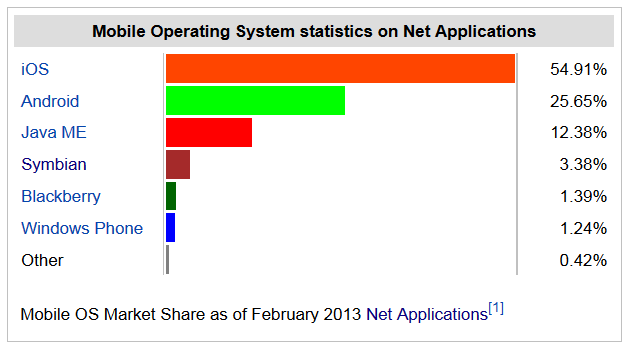 Mobile Operating System statistics on Net Applications
iOS 54.91%
Android 25.65%
Java ME 12.38%
Symbian 3.38%
Blackberry 1.39%
Windows Phone 1.24%
Other 0.42%
Mobile OS Market Share as of February 2013 Net Applications[1]